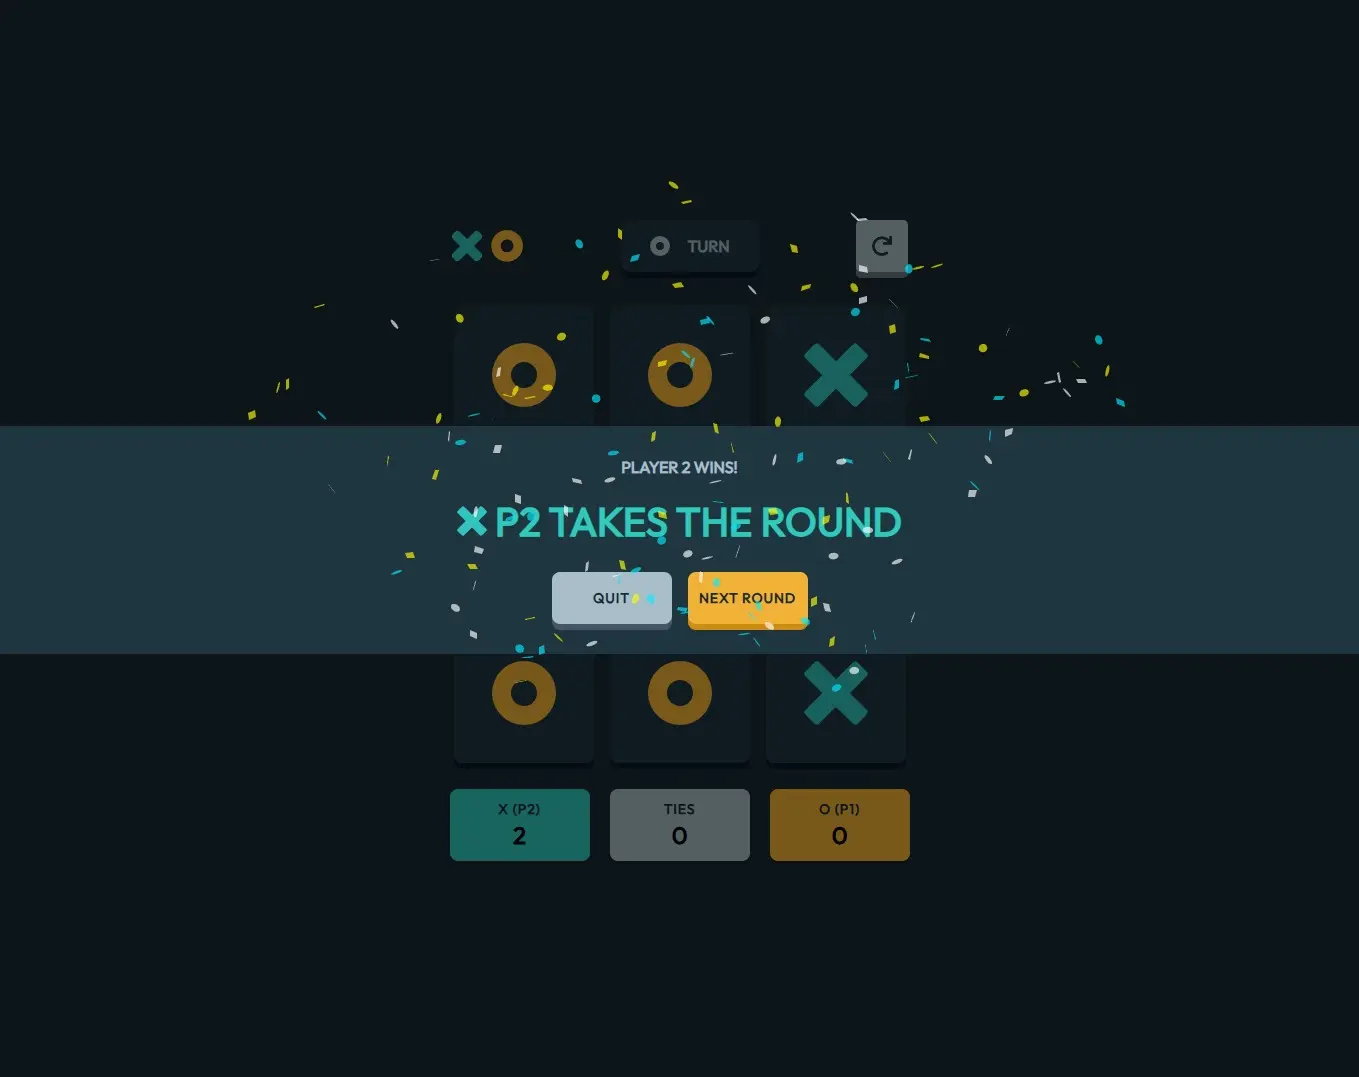 TURN
PLAYER 2 WINS!
P2 TAKES THE ROUND
QUIT
NEXT ROUND
X (P2)
2
TIES
0
O (P1)
0